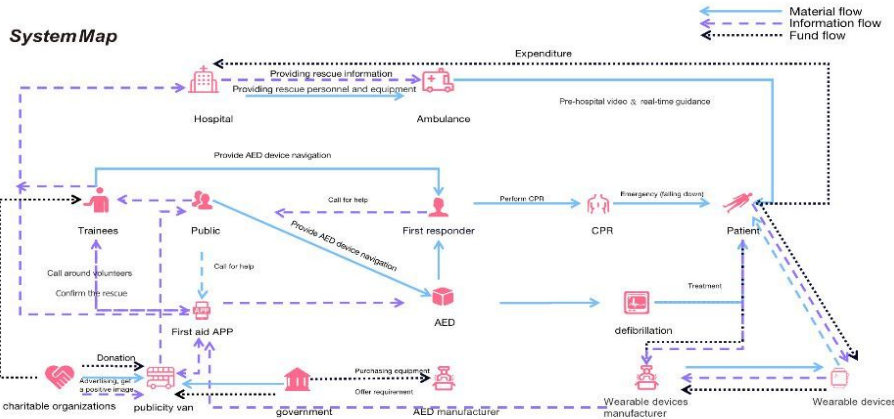 Material flow
Information flow
Fund flow
System Map
Expenditure
Providing rescue information
Providing rescue personnel and equipment
Pre-hospital video & real-time guidance
Hospital
Ambulance
Provide AED device navigation
Call for help
Perform CPR
Emergency (falling down)
Trainees
Public
First responder
CPR
Patient
Provide AED device navigation
Call around volunteers
Call for help
Confirm the rescue
Treatment
APP
First aid APP
AED
defibrillation
Donation
Purchasing equipment
Advertising, get
a positive image
Offer requirement
charitable organizations
publicity van
government
AED manufacturer
Wearable devices
manufacturer
Wearable devices